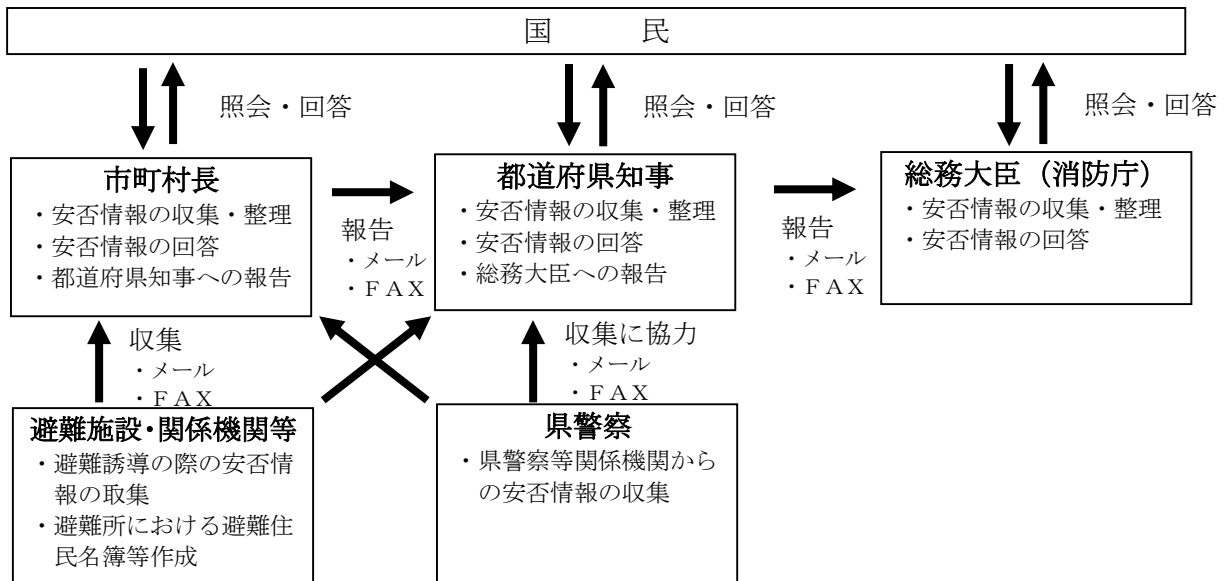 国　　民
照会・回答
照会・回答
照会・回答
市町村長
・安否情報の収集・整理
・安否情報の回答
・都道府県知事への報告
報告
・メール
・ＦＡＸ
都道府県知事
・安否情報の収集・整理
・安否情報の回答
・総務大臣への報告
報告
・メール
・ＦＡＸ
総務大臣（消防庁）
・安否情報の収集・整理
・安否情報の回答
収集
・メール
・ＦＡＸ
収集に協力
・メール
・ＦＡＸ
避難施設・関係機関等
・避難誘導の際の安否情
報の取集
・避難所における避難住
民名簿等作成
県警察
・県警察等関係機関から
の安否情報の収集